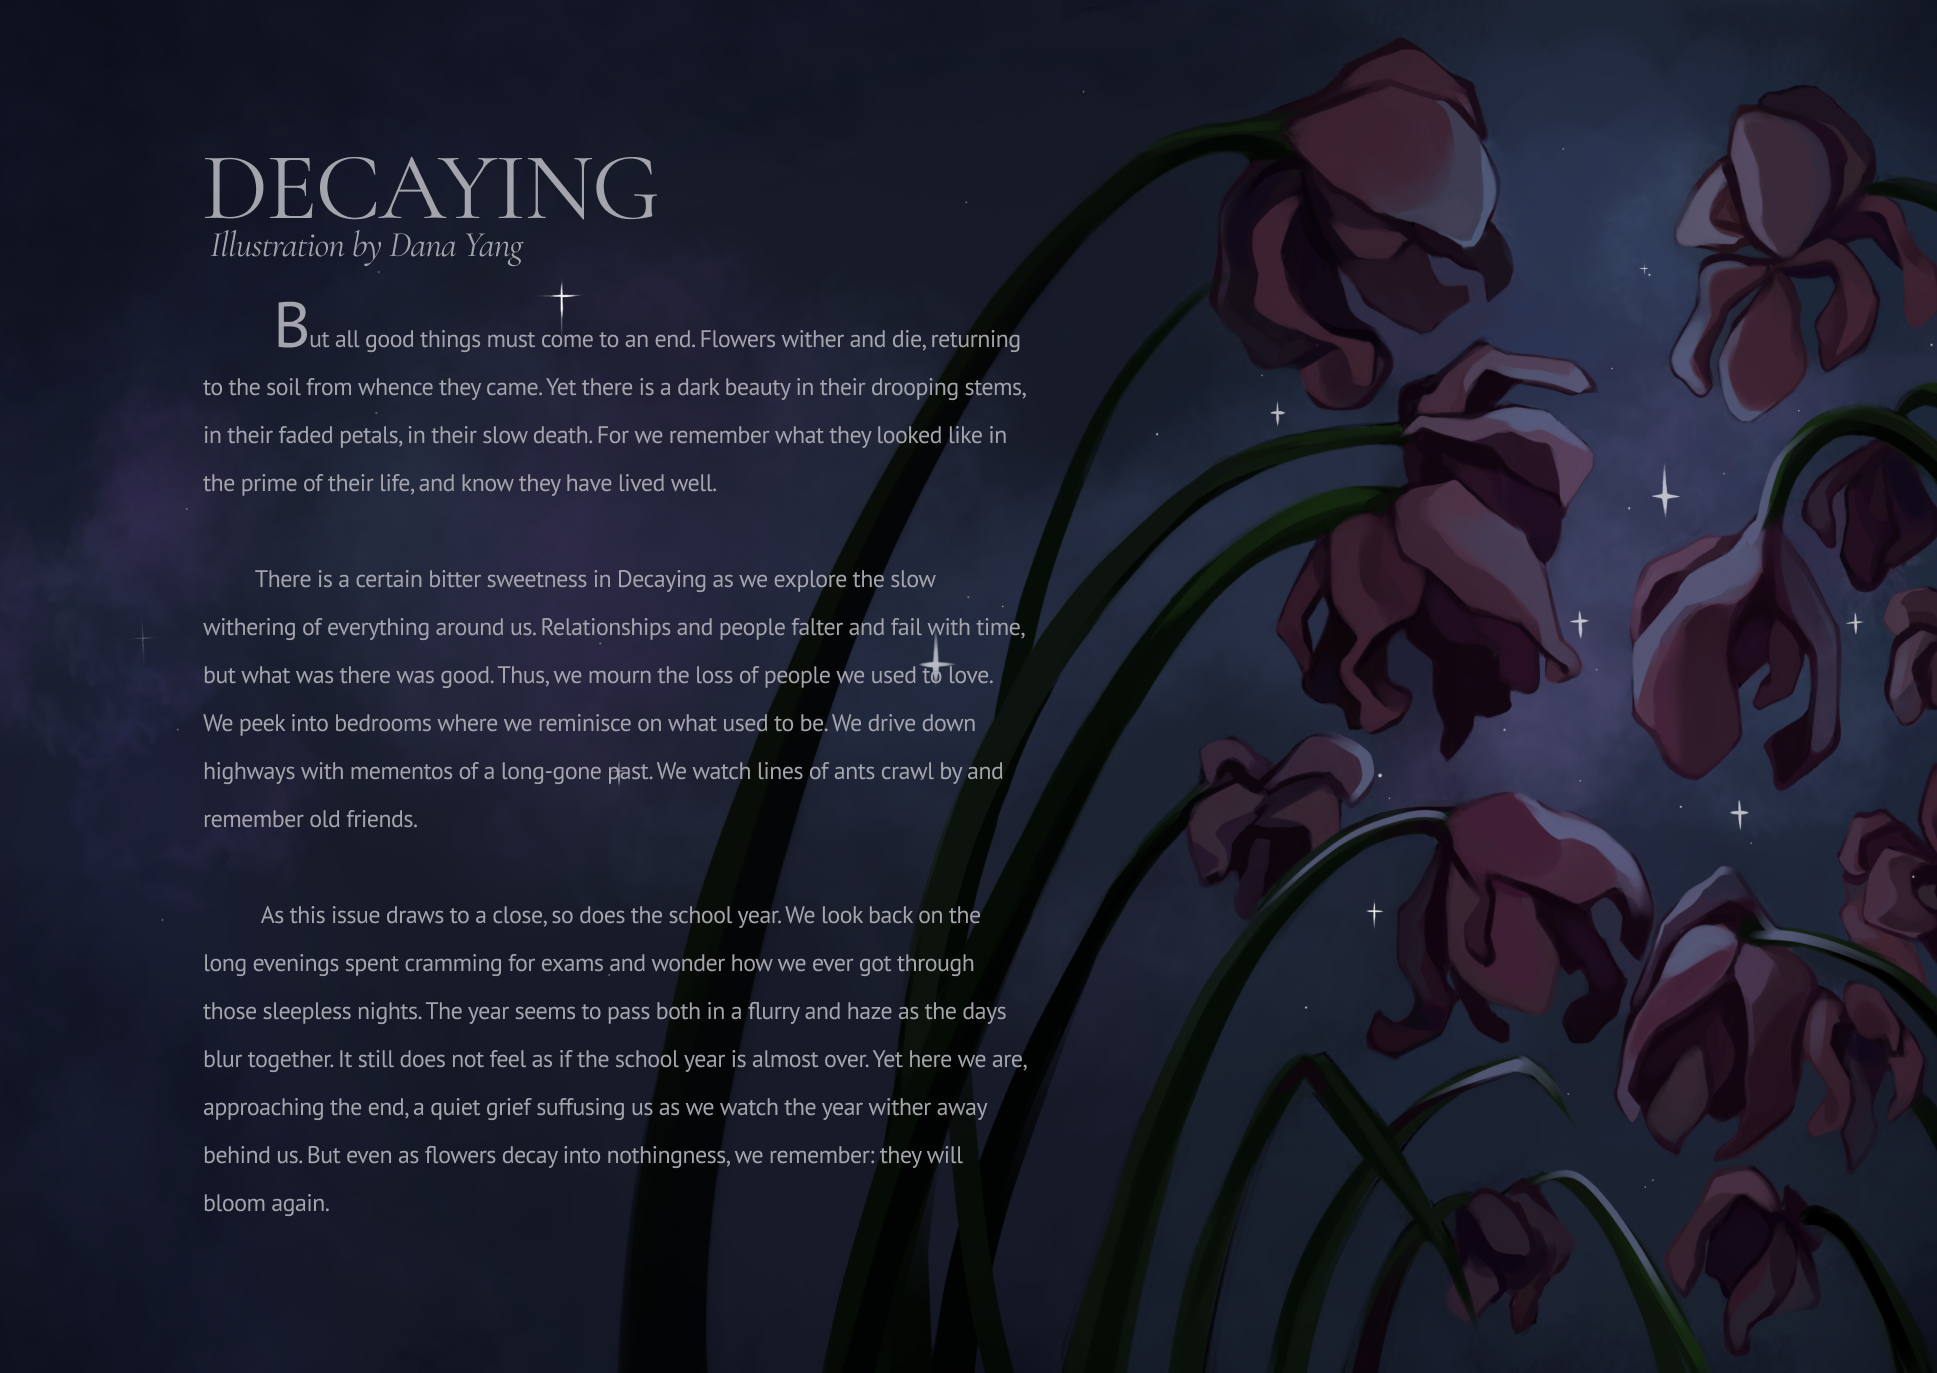 DECAYING
Illustration by Dana Yang
But all good things must come to an end. Flowers wither and die, returning
to the soil from whence they came. Yet there is a dark beauty in their drooping stems,
in their faded petals, in their slow death. For we remember what they looked like in
the prime of their life, and know they have lived well.
There is a certain bitter sweetness in Decaying as we explore the slow
withering of everything around us. Relationships and people falter and fail with time,
but what was there was good. Thus, we mourn the loss of people we used to love.
We peek into bedrooms where we reminisce on what used to be. We drive down
highways with mementos of a long-gone past. We watch lines of ants crawl by and
remember old friends.
As this issue draws to a close, so does the school year. We look back on the
long evenings spent cramming for exams and wonder how we ever got through
those sleepless nights. The year seems to pass both in a flurry and haze as the days
blur together. It still does not feel as if the school year is almost over. Yet here we are,
approaching the end, a quiet grief suffusing us as we watch the year wither away
behind us. But even as flowers decay into nothingness, we remember: they will
bloom again.